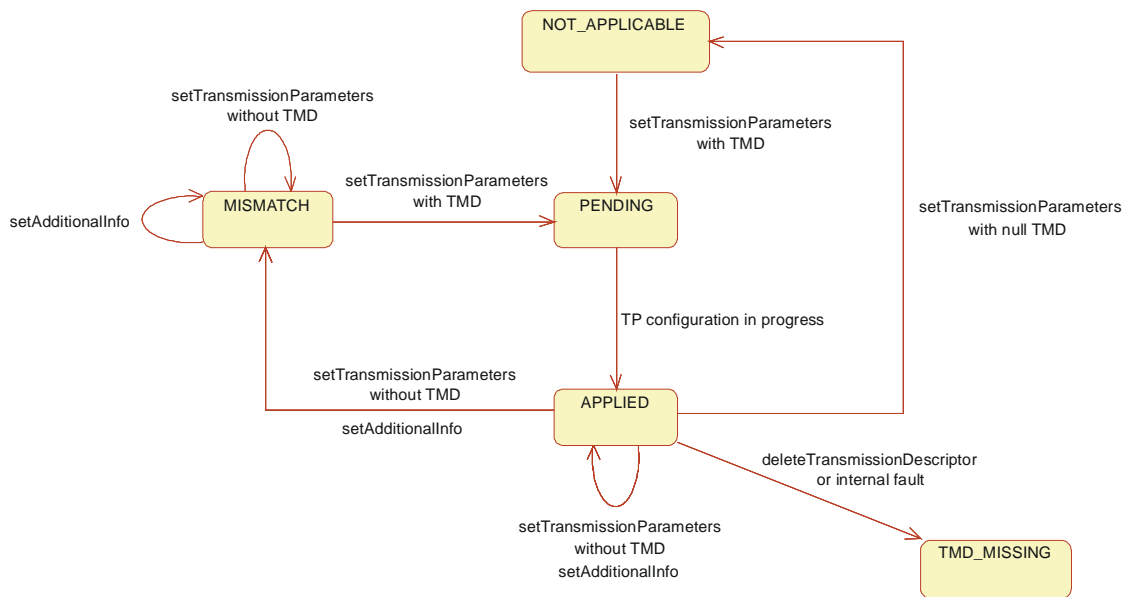 NOT_APPLICABLE
setTransmissionParameters
without TMD
setTransmissionParameters
with TMD
setTransmissionParameters
with TMD
MISMATCH
PENDING
setAdditionalInfo
setTransmissionParameters
with null TMD
TP configuration in progress
setTransmissionParameters
without TMD
setAdditionalInfo
APPLIED
deleteTransmissionDescriptor
or internal fault
setTransmissionParameters
without TMD
setAdditionalInfo
TMD_MISSING